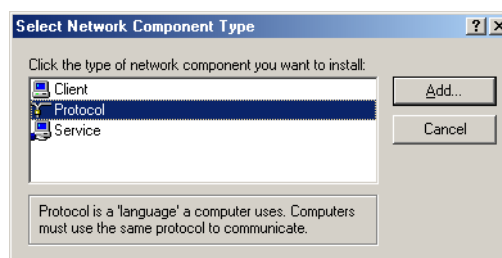 Select Network Component Type
Click the type of network component you want to install:
Client
Protocol
Service
Add...
Cancel
Protocol is a 'language' a computer uses. Computers
must use the same protocol to communicate.